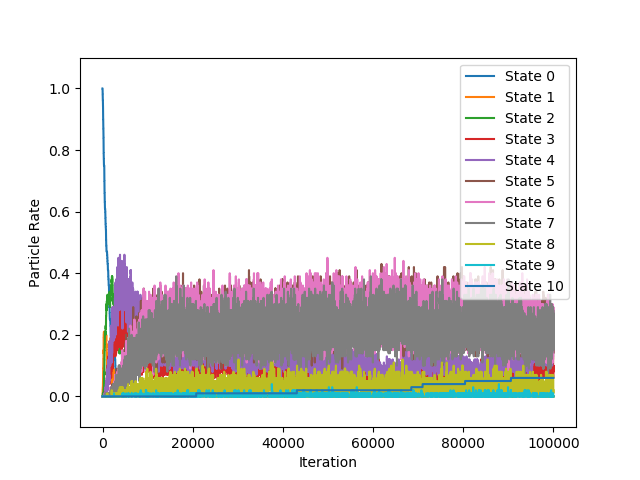 1.0
0.8
0.6
0.4
0.2
0.0
Particle Rate
0
20000
40000
60000
80000
100000
Iteration
State 0
State 1
State 2
State 3
State 4
State 5
State 6
State 7
State 8
State 9
State 10